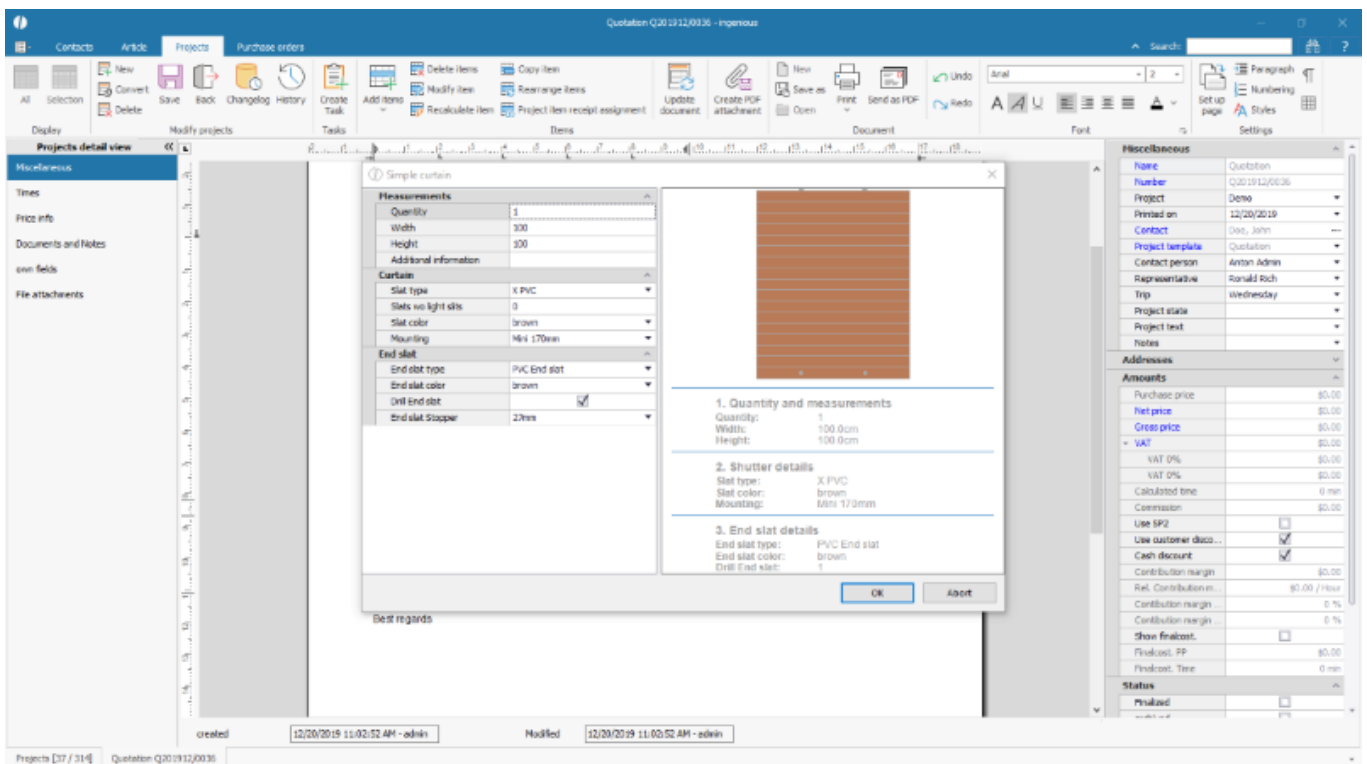 Quotation Q201912/0036 - ingenious
Contacts Article Projects Purchase orders Search: ?
All Selection New Convert Delete Save Back Changelog History Create Task Add items Delete items Modify item Recalculate item Copy item Rearrange items Project item receipt assignment Update document Create PDF attachment New Save as Open Print Send as PDF Undo Redo Arial 2 A A U A Set up page Paragraph Numbering Styles
Display Modify projects Tasks Items Document Font Settings
Projects detail view
Miscellaneous
Times
Price info
Documents and Notes
own fields
File attachments
Simple curtain
Measurements
Quantity 1
Width 100
Height 100
Additional information
Curtain
Slat type X PVC
Slats wo light slits 0
Slat color brown
Mounting Mini 170mm
End slat
End slat type PVC End slat
End slat color brown
Drill End slat
End slat Stopper 27mm
1. Quantity and measurements
Quantity: 1
Width: 100.0cm
Height: 100.0cm
2. Shutter details
Slat type: X PVC
Slat color: brown
Mounting: Mini 170mm
3. End slat details
End slat type: PVC End slat
End slat color: brown
Drill End slat: 1
OK Abort
Best regards
Miscellaneous
Name Quotation
Number Q201912/0036
Project Demo
Printed on 12/20/2019
Contact Doe, John
Project template Quotation
Contact person Anton Admin
Representative Ronald Rich
Trip Wednesday
Project state
Project text
Notes
Addresses
Amounts
Purchase price $0.00
Net price $0.00
Gross price $0.00
VAT $0.00
VAT 0% $0.00
VAT 0% $0.00
Calculated time 0 min
Commission $0.00
Use SP2
Use customer disco...
Cash discount
Contribution margin $0.00
Rel. Contribution m... $0.00 / Hour
Contibution margin ... 0 %
Contibution margin ... 0 %
Show finalcost.
Finalcost. PP $0.00
Finalcost. Time 0 min
Status
Finalized
created 12/20/2019 11:02:52 AM - admin Modified 12/20/2019 11:02:52 AM - admin
Projects [37 / 314] Quotation Q201912/0036